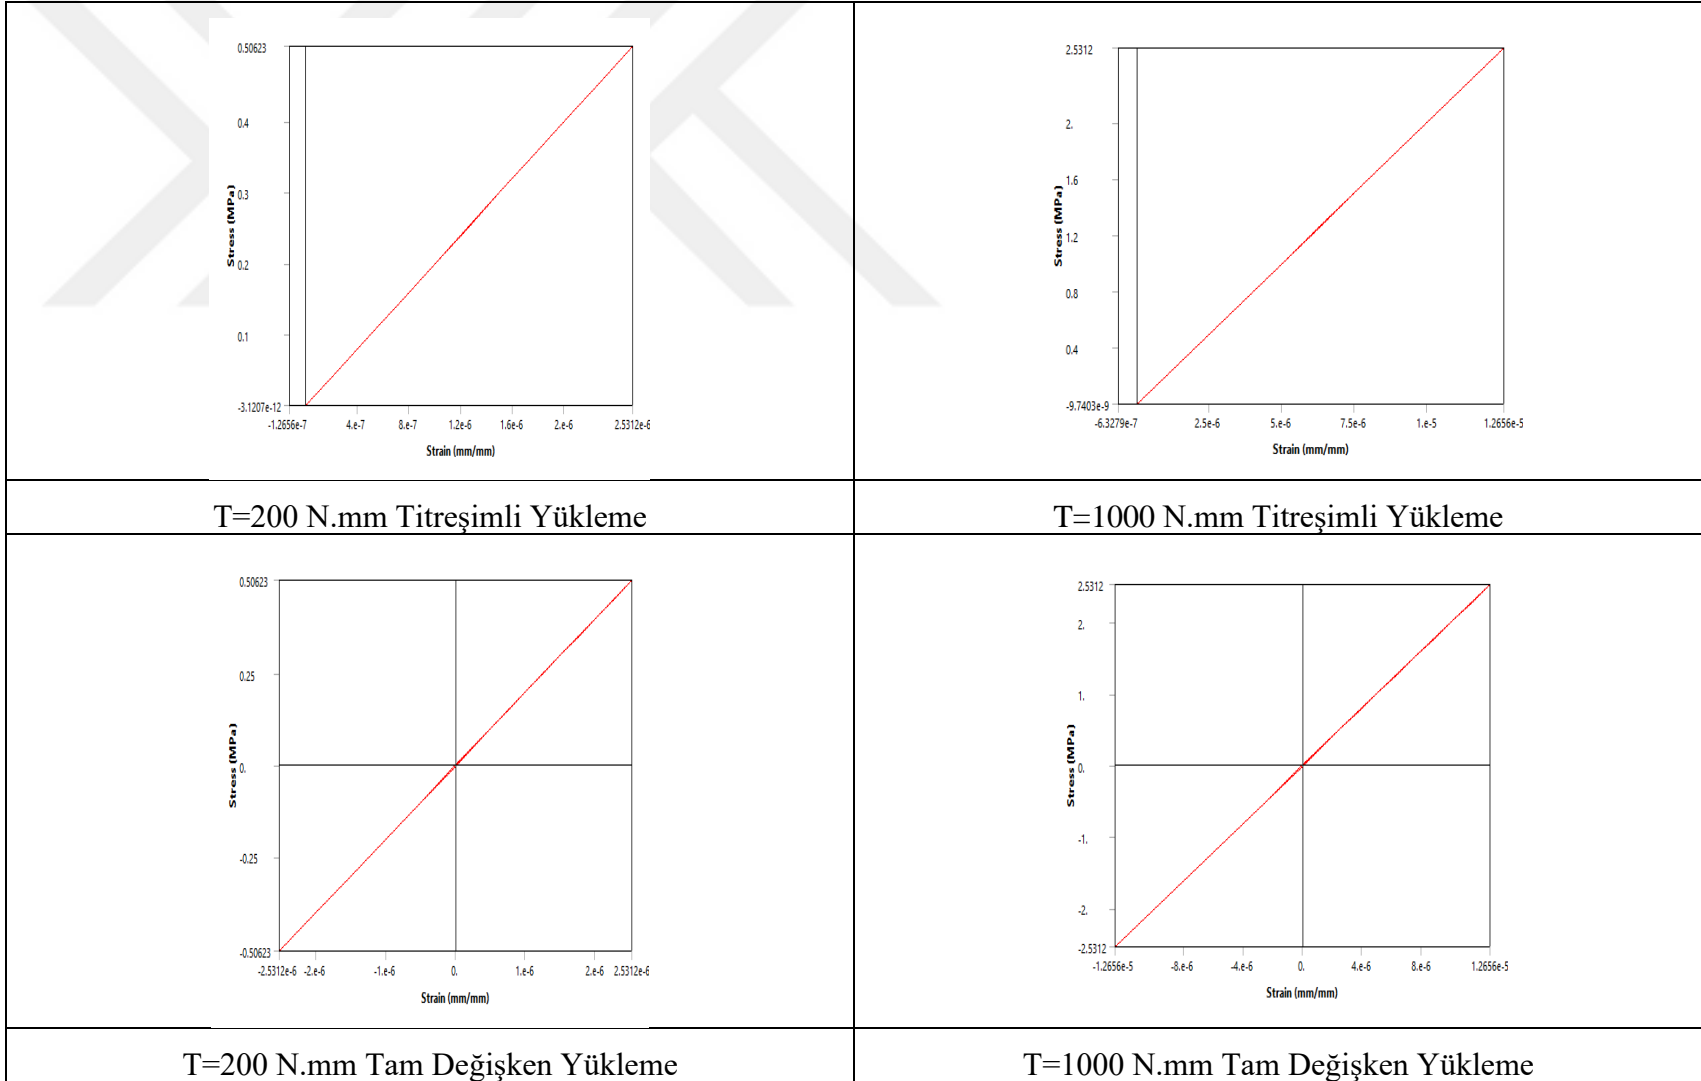 0.50623
0.4
0.3
0.2
0.1
-3.1207e-12
Stress (MPa)
-1.2656e-7 4.e-7 8.e-7 1.2e-6 1.6e-6 2.e-6 2.5312e-6
Strain (mm/mm)
2.5312
2.
1.6
1.2
0.8
0.4
-9.7403e-9
Stress (MPa)
-6.3279e-7 2.5e-6 5.e-6 7.5e-6 1.e-5 1.2656e-5
Strain (mm/mm)
T=200 N.mm Titreşimli Yükleme
T=1000 N.mm Titreşimli Yükleme
0.50623
0.25
0.
-0.25
-0.50623
Stress (MPa)
-2.5312e-6 -2.e-6 -1.e-6 0. 1.e-6 2.e-6 2.5312e-6
Strain (mm/mm)
2.5312
2.
1.
0.
-1.
-2.
-2.5312
Stress (MPa)
-1.2656e-5 -8.e-6 -4.e-6 0. 4.e-6 8.e-6 1.2656e-5
Strain (mm/mm)
T=200 N.mm Tam Değişken Yükleme
T=1000 N.mm Tam Değişken Yükleme